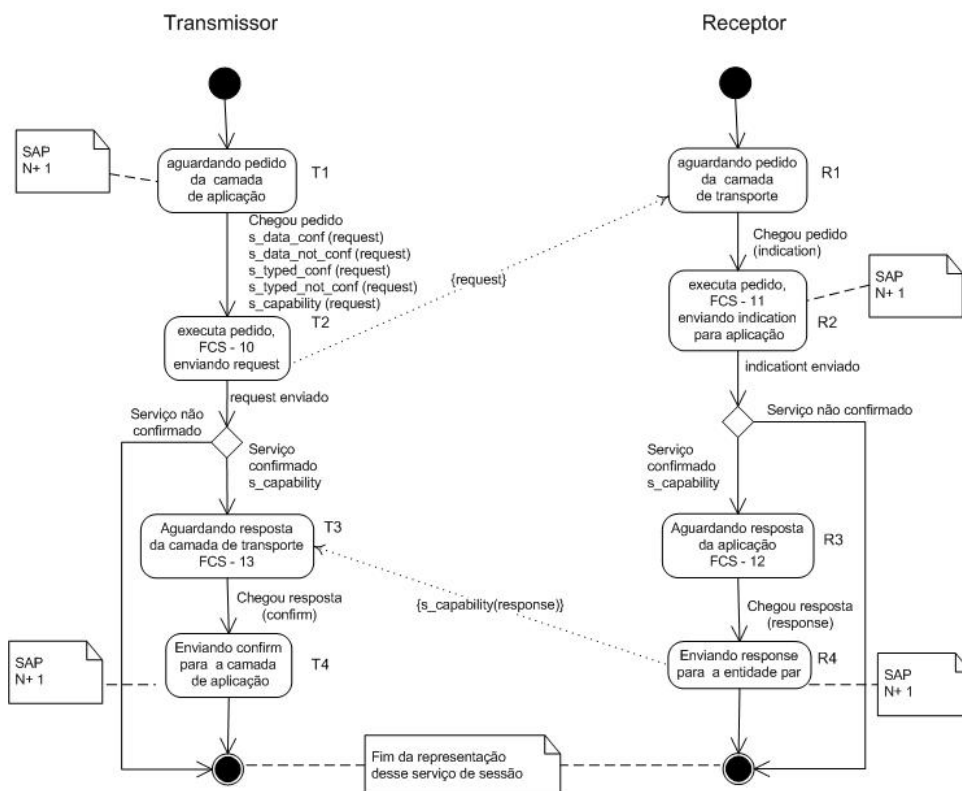 Transmissor
Receptor
SAP
N+ 1
aguardando pedido
da camada
de aplicação
T1
Chegou pedido
s_data_conf (request)
s_data_not_conf (request)
s_typed_conf (request)
s_typed_not_conf (request)
s_capability (request)
T2
executa pedido,
FCS - 10
enviando request
request enviado
Serviço não
confirmado
Serviço
confirmado
s_capability
Aguardando resposta
da camada de transporte
FCS - 13
T3
Chegou resposta
(confirm)
SAP
N+ 1
Enviando confirm
para a camada
de aplicação
T4
{request}
{s_capability(response)}
aguardando pedido
da camada
de transporte
R1
Chegou pedido
(indication)
SAP
N+ 1
executa pedido,
FCS - 11
enviando indication
para aplicação
R2
indicationt enviado
Serviço não confirmado
Serviço
confirmado
s_capability
Aguardando resposta
da aplicação
FCS - 12
R3
Chegou resposta
(response)
Enviando response
para a entidade par
R4
SAP
N+ 1
Fim da representação
desse serviço de sessão